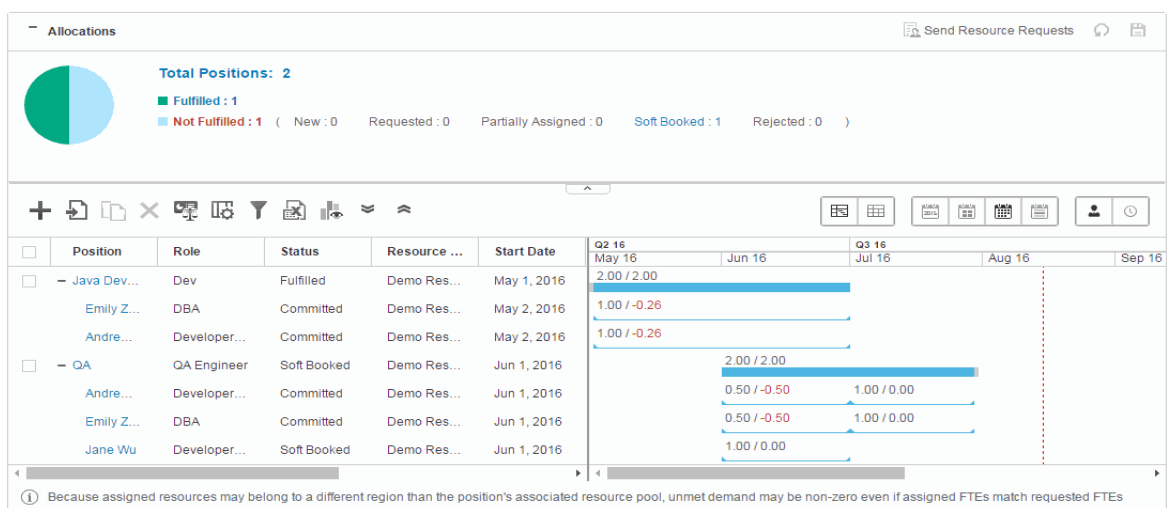 − Allocations Send Resource Requests
Total Positions: 2
Fulfilled : 1
Not Fulfilled : 1 ( New : 0 Requested : 0 Partially Assigned : 0 Soft Booked : 1 Rejected : 0 )
Position Role Status Resource ... Start Date Q2 16 Q3 16
May 16 Jun 16 Jul 16 Aug 16 Sep 16
− Java Dev... Dev Fulfilled Demo Res... May 1, 2016 2.00 / 2.00
Emily Z... DBA Committed Demo Res... May 2, 2016 1.00 / -0.26
Andre... Developer... Committed Demo Res... May 2, 2016 1.00 / -0.26
− QA QA Engineer Soft Booked Demo Res... Jun 1, 2016 2.00 / 2.00
Andre... Developer... Committed Demo Res... Jun 1, 2016 0.50 / -0.50 1.00 / 0.00
Emily Z... DBA Committed Demo Res... Jun 1, 2016 0.50 / -0.50 1.00 / 0.00
Jane Wu Developer... Soft Booked Demo Res... Jun 1, 2016 1.00 / 0.00
Because assigned resources may belong to a different region than the position's associated resource pool, unmet demand may be non-zero even if assigned FTEs match requested FTEs